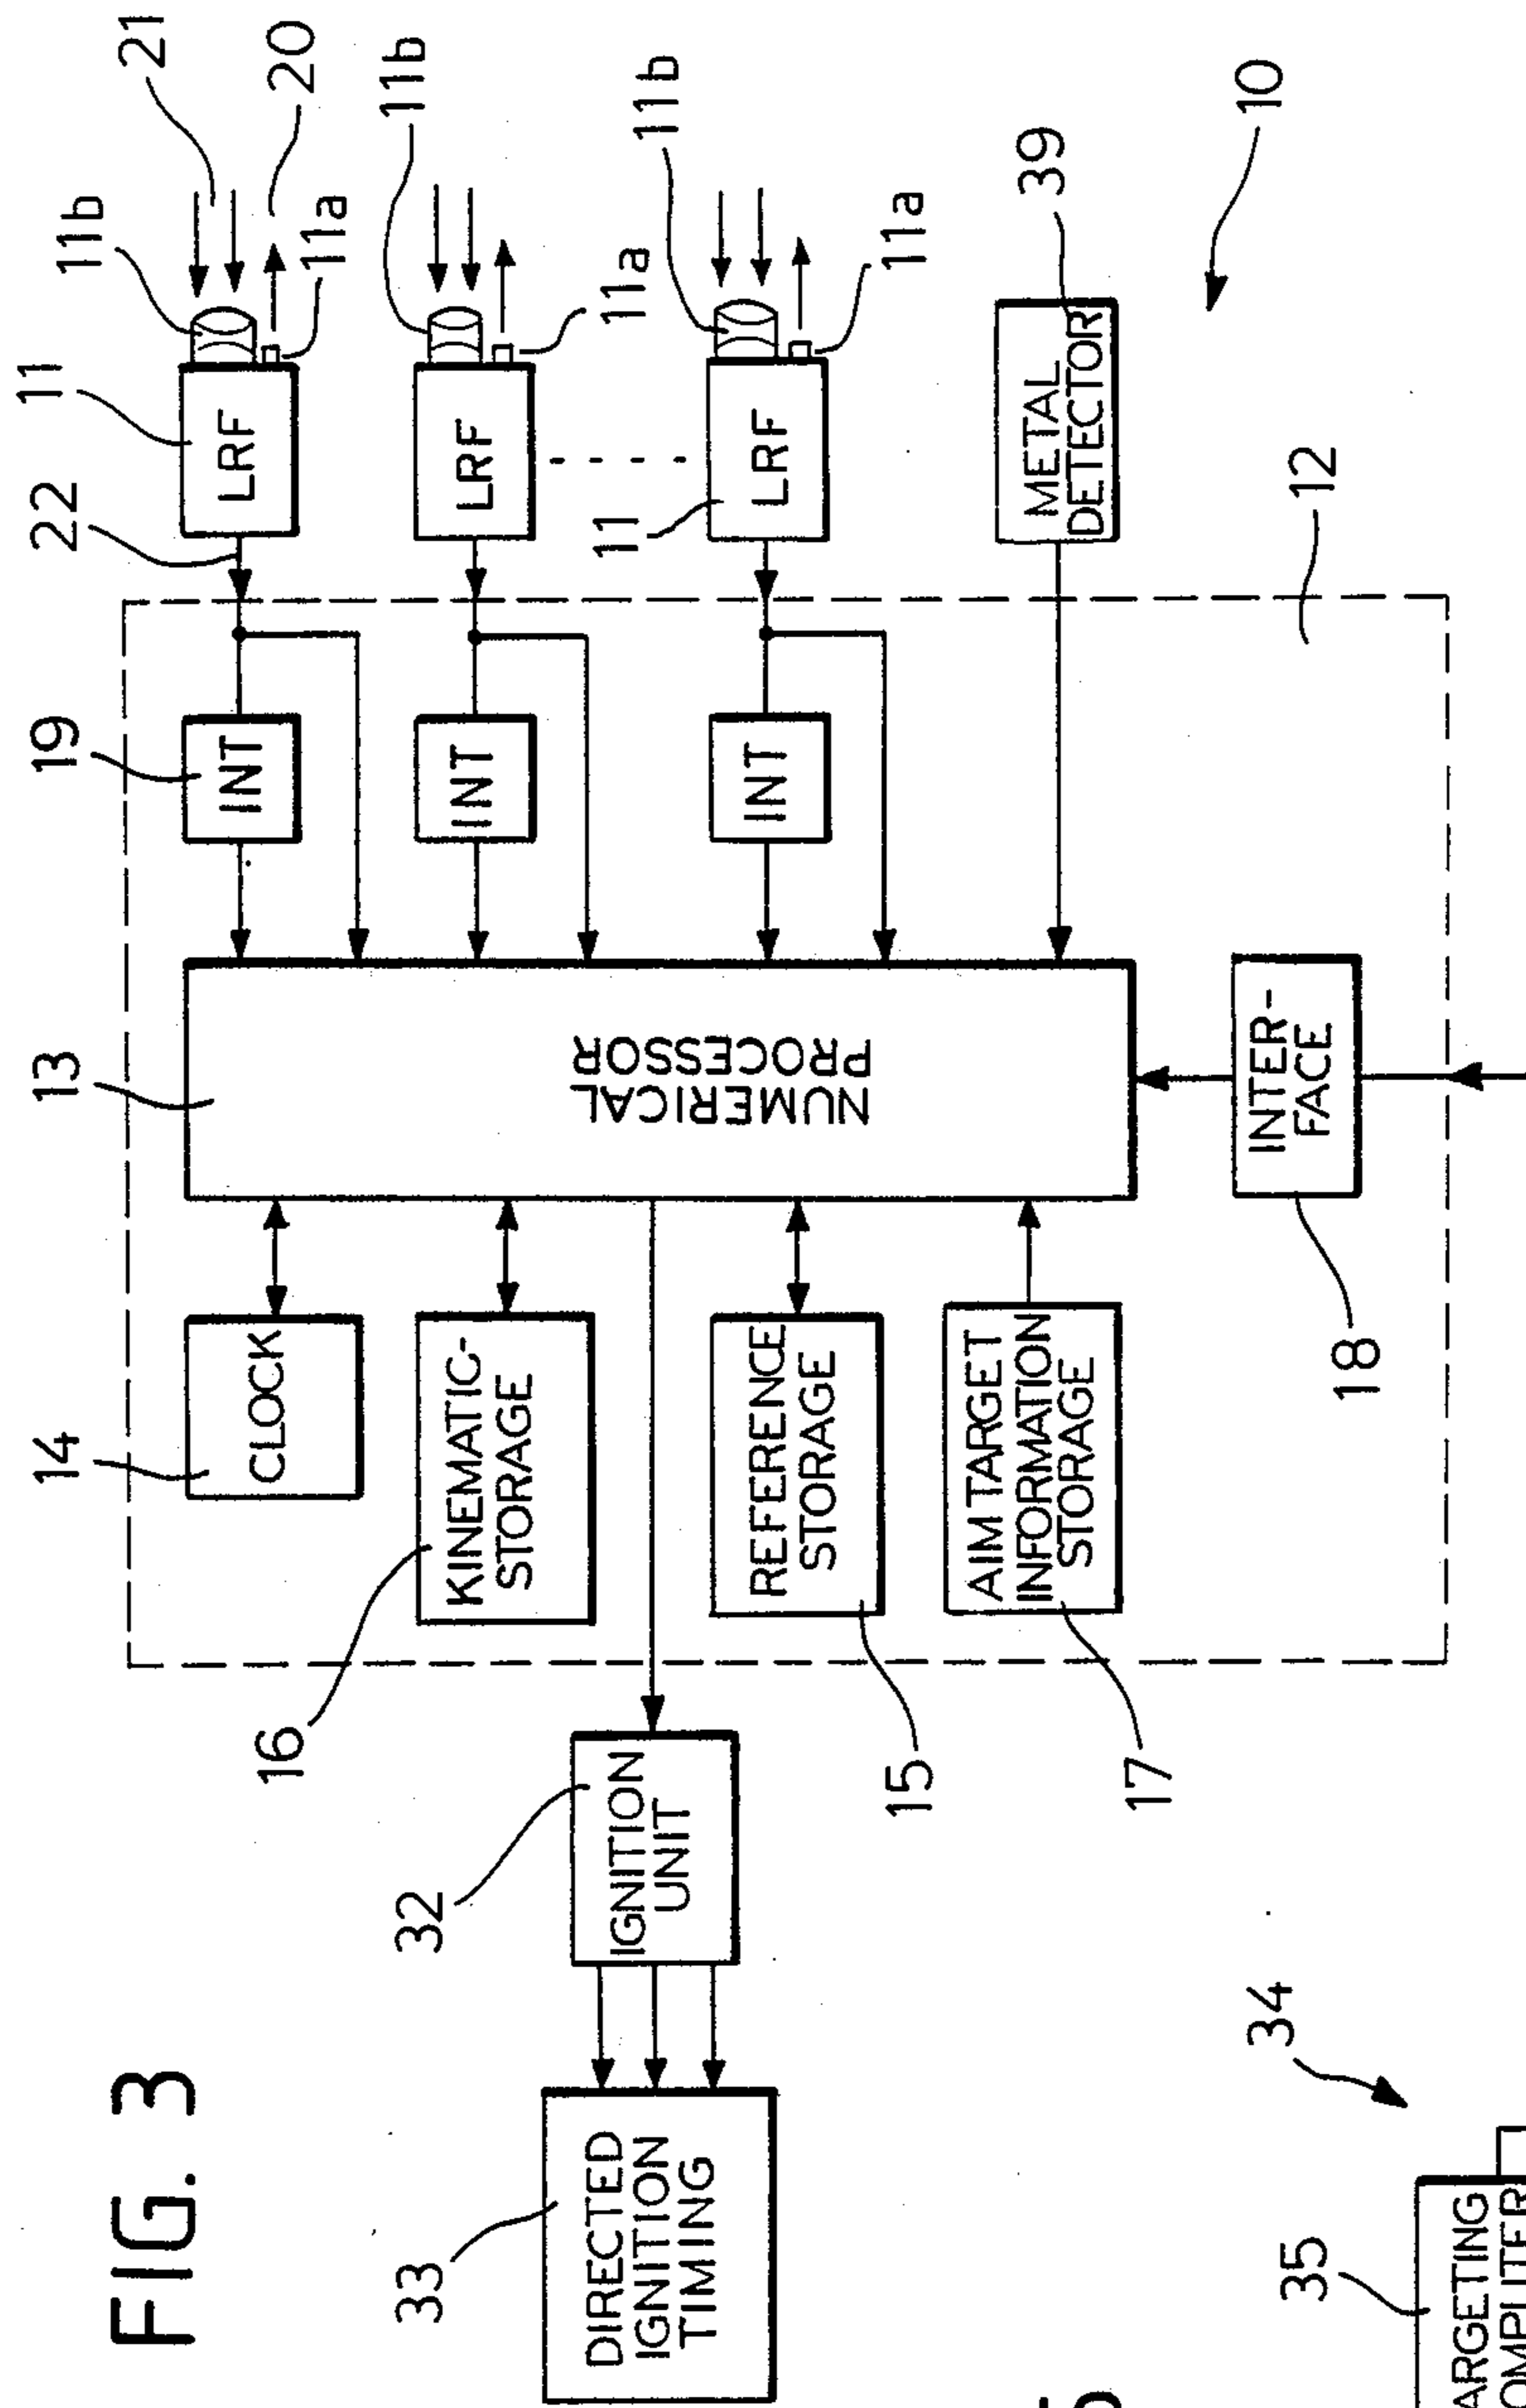 FIG. 3
21
20
11b
11a
11
LRF
22
19
INT
13
14
CLOCK
11b
11a
LRF
INT
16
KINEMATIC-
STORAGE
NUMERICAL
PROCESSOR
32
IGNITION
UNIT
33
DIRECTED
IGNITION
TIMING
11b
11a
11
LRF
INT
15
REFERENCE
STORAGE
39
METAL
DETECTOR
17
AIM TARGET
INFORMATION
STORAGE
10
12
18
INTER-
FACE
34
35
ARGETING
OMPUTER